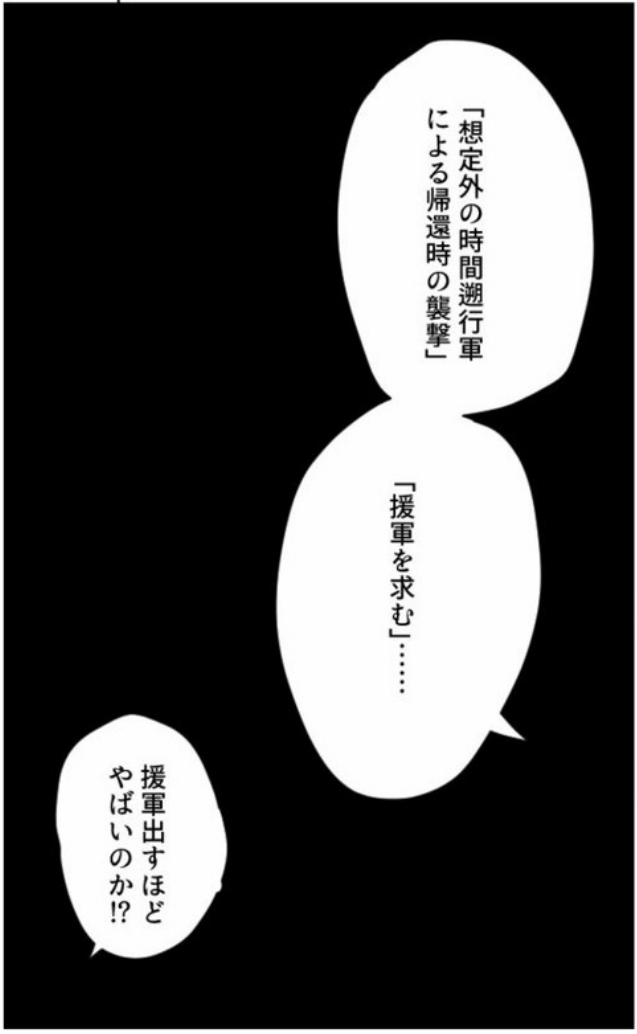 「想定外の時間遡行軍
による帰還時の襲撃」
「援軍を求む」……
援軍出すほど
やばいのか!?